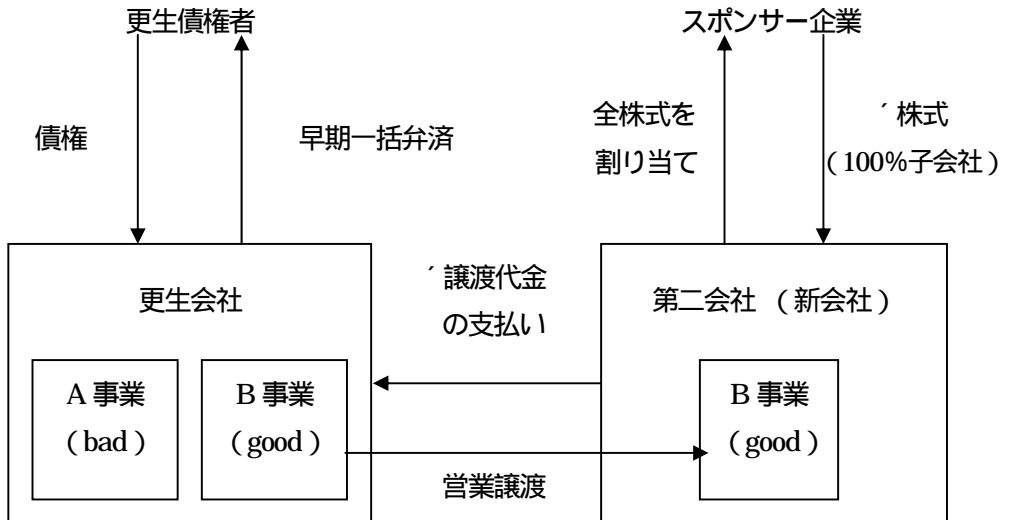 更生債権者
スポンサー企業
債権
早期一括弁済
全株式を
割り当て
´株式
（100%子会社）
更生会社
´譲渡代金
の支払い
第二会社（新会社）
A 事業
（bad）
B 事業
（good）
B 事業
（good）
営業譲渡